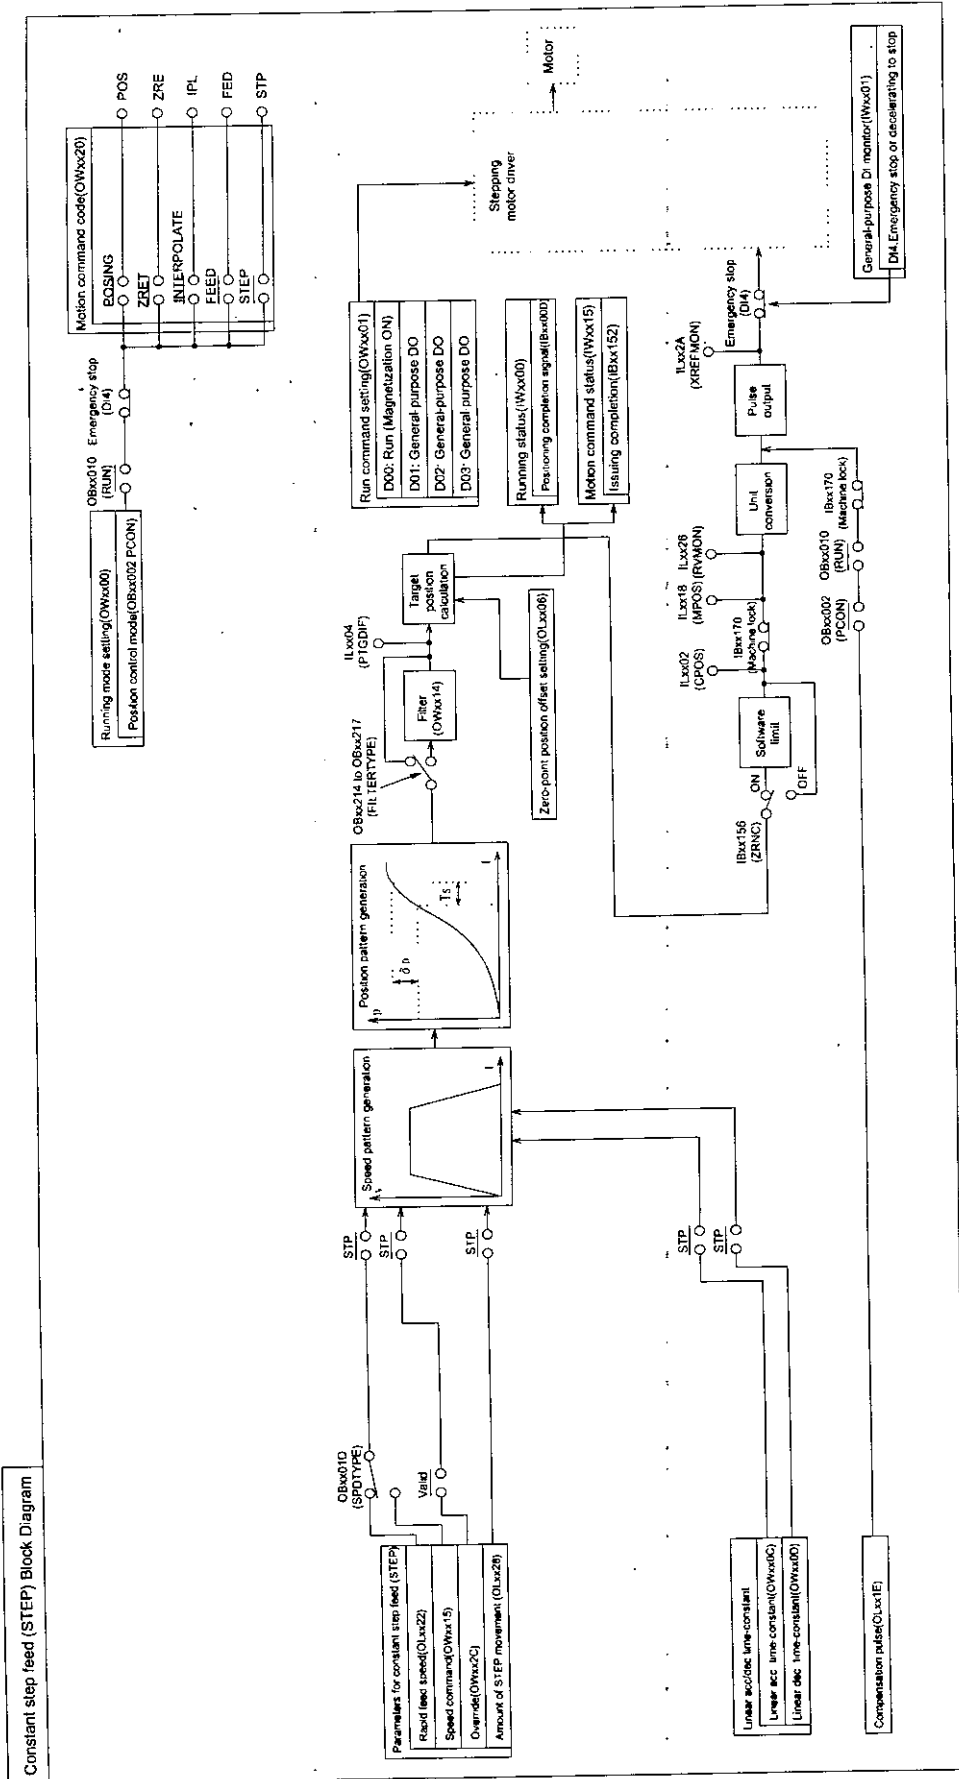 Constant step feed (STEP) Block Diagram
Running mode setting(OWxx00)
Position control mode(OBxx002 PCON)
OBxx010
(RUN)
Emergency stop
(DI4)
Motion command code(OWxx20)
POSING
POS
ZRET
ZRE
INTERPOLATE
IPL
FEED
FED
STEP
STP
Parameters for constant step feed (STEP)
Rapid feed speed(OLxx22)
Speed command(OWxx15)
Override(OWxx2C)
Amount of STEP movement (OLxx28)
OBxx01D
(SPDTYPE)
Valid
STP
STP
STP
Speed pattern generation
V
t
Position pattern generation
P
δ P
Ts
t
OBxx214 to OBxx217
(FILTERTYPE)
Filter
(OWxx14)
ILxx04
(PTGDIF)
Target
position
calculation
Zero-point position offset setting(OLxx06)
Run command setting(OWxx01)
D00: Run (Magnetization ON)
D01: General-purpose DO
D02: General-purpose DO
D03: General-purpose DO
Running status(IWxx00)
Positioning completion signal(IBxx00D)
Motion command status(IWxx15)
Issuing completion(IBxx152)
Stepping
motor driver
Motor
Linear acc/dec time-constant
Linear acc time-constant(OWxx0C)
Linear dec time-constant(OWxx0D)
STP
STP
IBxx156
(ZRNC)
ON
OFF
Software
limit
ILxx02
(CPOS)
IBxx170
(Machine lock)
ILxx18
(MPOS)
ILxx26
(RVMON)
Unit
conversion
Pulse
output
ILxx2A
(XREFMON)
Emergency stop
(DI4)
Compensation pulse(OLxx1E)
OBxx002
(PCON)
OBxx010
(RUN)
IBxx170
(Machine lock)
General-purpose DI monitor(IWxx01)
DI4.Emergency stop or decelerating to stop